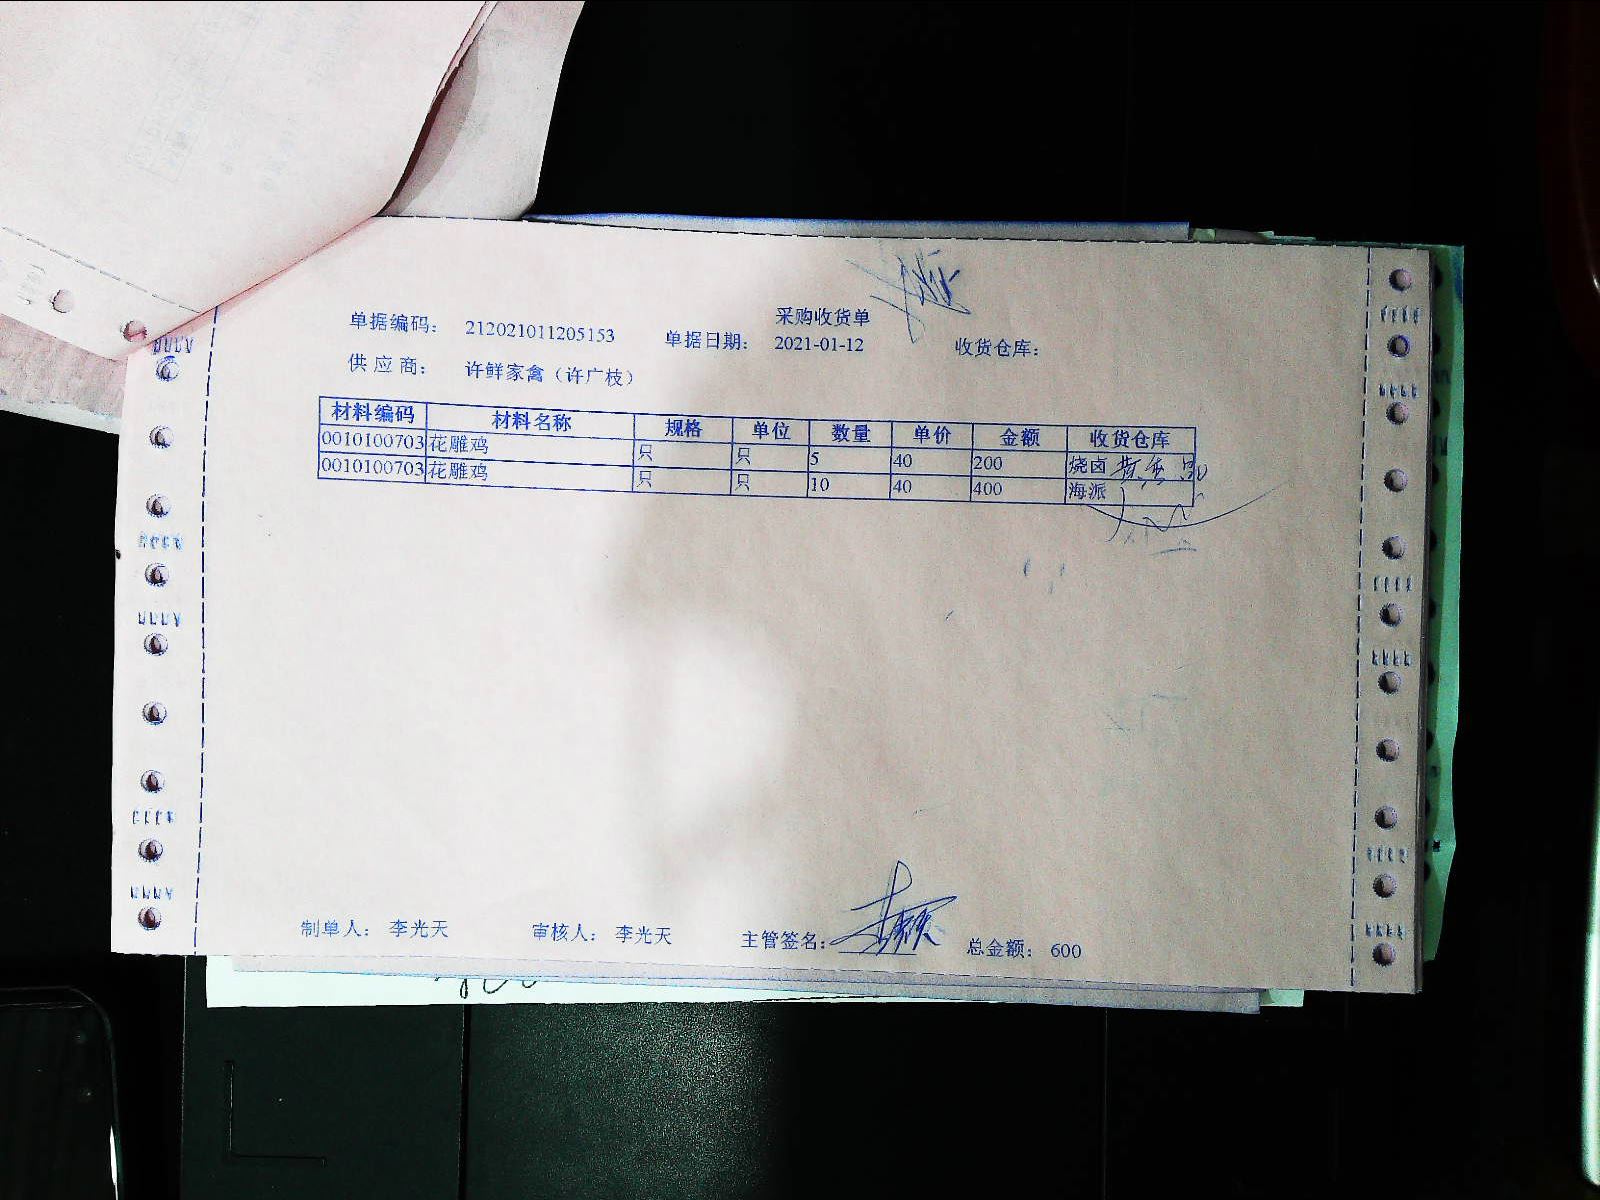 采购收货单
单据编码： 212021011205153 单据日期： 2021-01-12 收货仓库：
供应商： 许鲜家禽（许广枝）
材料编码 材料名称 规格 单位 数量 单价 金额 收货仓库
0010100703 花雕鸡 只 只 5 40 200 烧卤
0010100703 花雕鸡 只 只 10 40 400 海派
制单人： 李光天 审核人： 李光天 主管签名： 总金额： 600